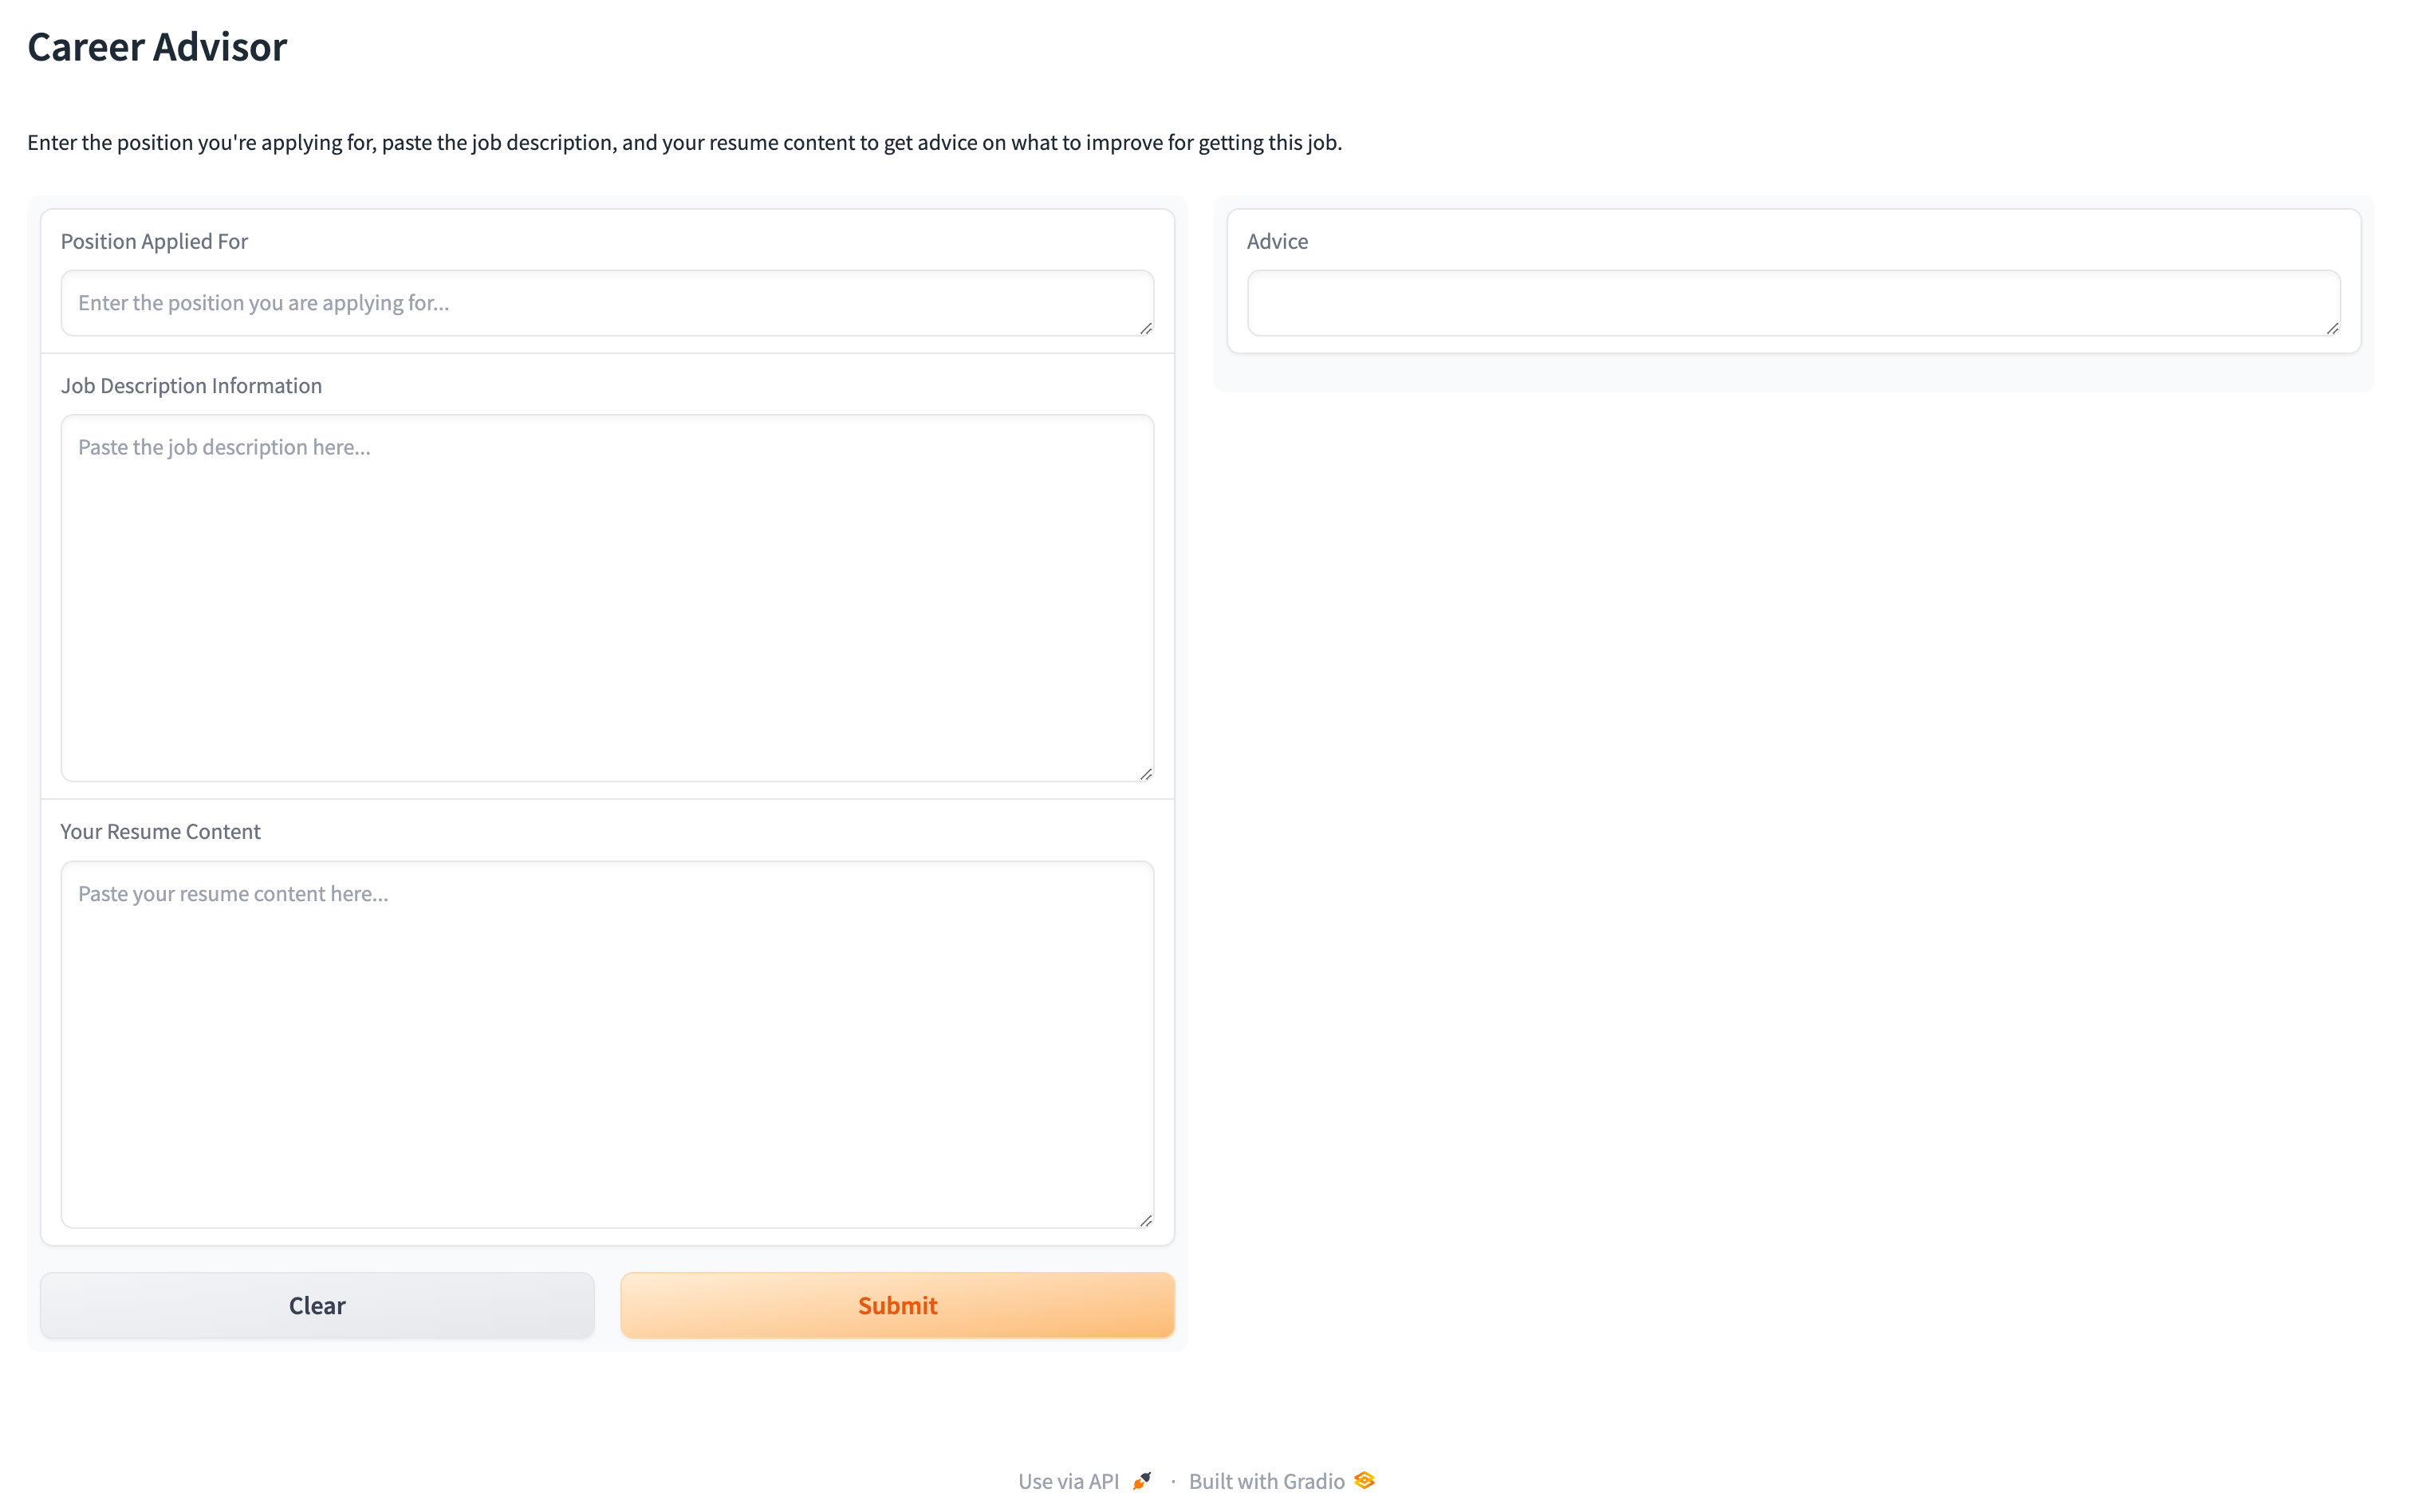 Career Advisor
Enter the position you're applying for, paste the job description, and your resume content to get advice on what to improve for getting this job.
Position Applied For
Enter the position you are applying for...
Job Description Information
Paste the job description here...
Your Resume Content
Paste your resume content here...
Clear
Submit
Advice
Use via API · Built with Gradio